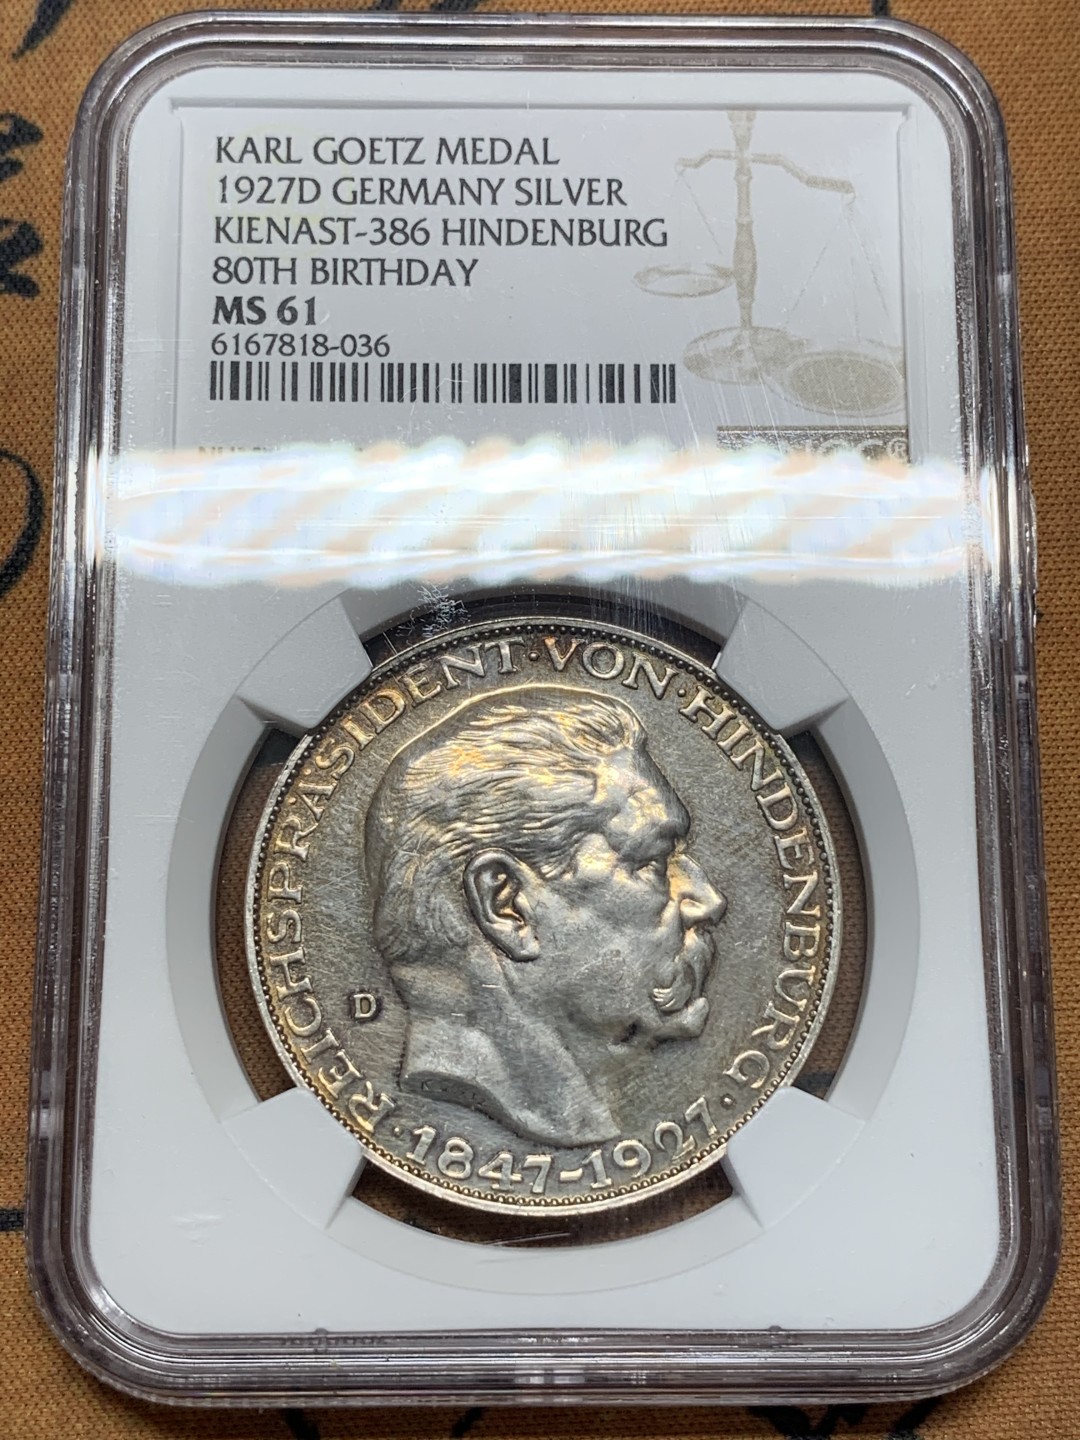 KARL GOETZ MEDAL
1927D GERMANY SILVER
KIENAST-386 HINDENBURG
80TH BIRTHDAY
MS 61
6167818-036
REICHSPRÄSIDENT·VON·HINDENBURG·
·1847-1927·
D